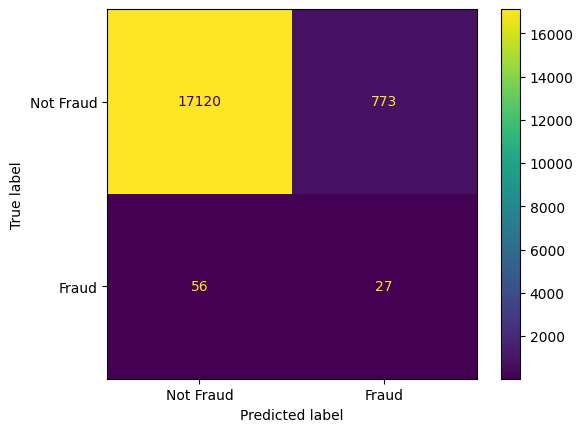 True label
Not Fraud
17120
773
Fraud
56
27
Not Fraud
Fraud
Predicted label
16000
14000
12000
10000
8000
6000
4000
2000